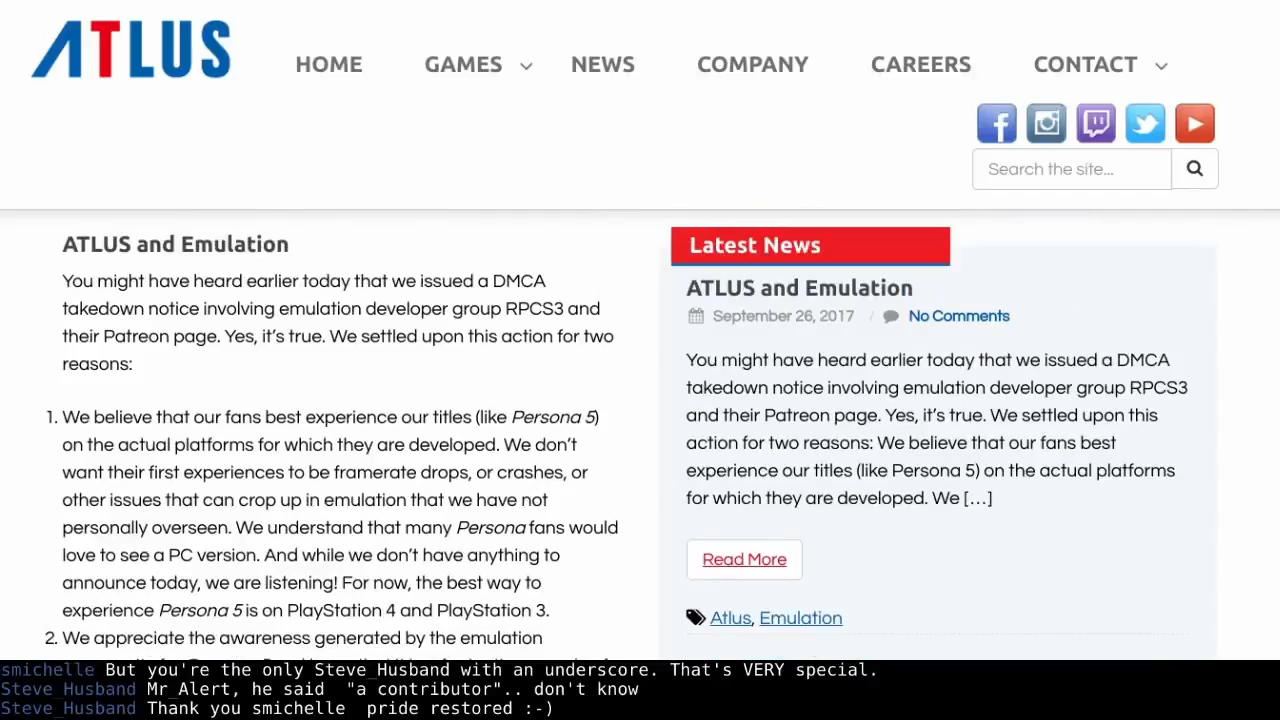 ATLUS
HOME GAMES NEWS COMPANY CAREERS CONTACT
Search the site...
ATLUS and Emulation
You might have heard earlier today that we issued a DMCA
takedown notice involving emulation developer group RPCS3 and
their Patreon page. Yes, it’s true. We settled upon this action for two
reasons:
1. We believe that our fans best experience our titles (like Persona 5)
on the actual platforms for which they are developed. We don’t
want their first experiences to be framerate drops, or crashes, or
other issues that can crop up in emulation that we have not
personally overseen. We understand that many Persona fans would
love to see a PC version. And while we don’t have anything to
announce today, we are listening! For now, the best way to
experience Persona 5 is on PlayStation 4 and PlayStation 3.
2. We appreciate the awareness generated by the emulation
Latest News
ATLUS and Emulation
September 26, 2017 / No Comments
You might have heard earlier today that we issued a DMCA
takedown notice involving emulation developer group RPCS3
and their Patreon page. Yes, it’s true. We settled upon this
action for two reasons: We believe that our fans best
experience our titles (like Persona 5) on the actual platforms
for which they are developed. We […]
Read More
Atlus, Emulation
smichelle But you're the only Steve_Husband with an underscore. That's VERY special.
Steve_Husband Mr_Alert, he said  "a contributor".. don't know
Steve_Husband Thank you smichelle  pride restored :-)